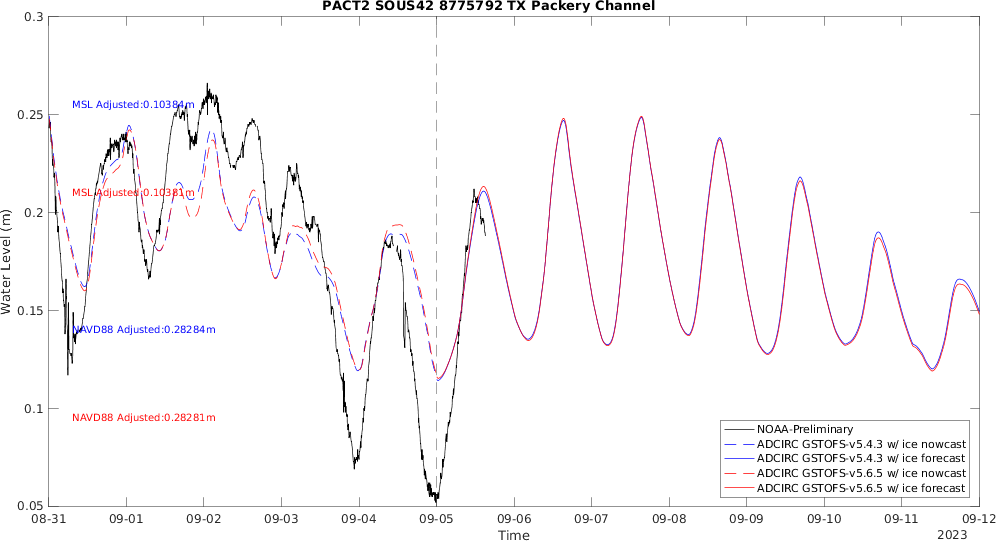 PACT2 SOUS42 8775792 TX Packery Channel
0.3
0.25
0.2
0.15
0.1
0.05
Water Level (m)
MSL Adjusted:0.10384m
MSL Adjusted:0.10381m
NAVD88 Adjusted:0.28284m
NAVD88 Adjusted:0.28281m
NOAA-Preliminary
ADCIRC GSTOFS-v5.4.3 w/ ice nowcast
ADCIRC GSTOFS-v5.4.3 w/ ice forecast
ADCIRC GSTOFS-v5.6.5 w/ ice nowcast
ADCIRC GSTOFS-v5.6.5 w/ ice forecast
08-31 09-01 09-02 09-03 09-04 09-05 09-06 09-07 09-08 09-09 09-10 09-11 09-12
Time
2023